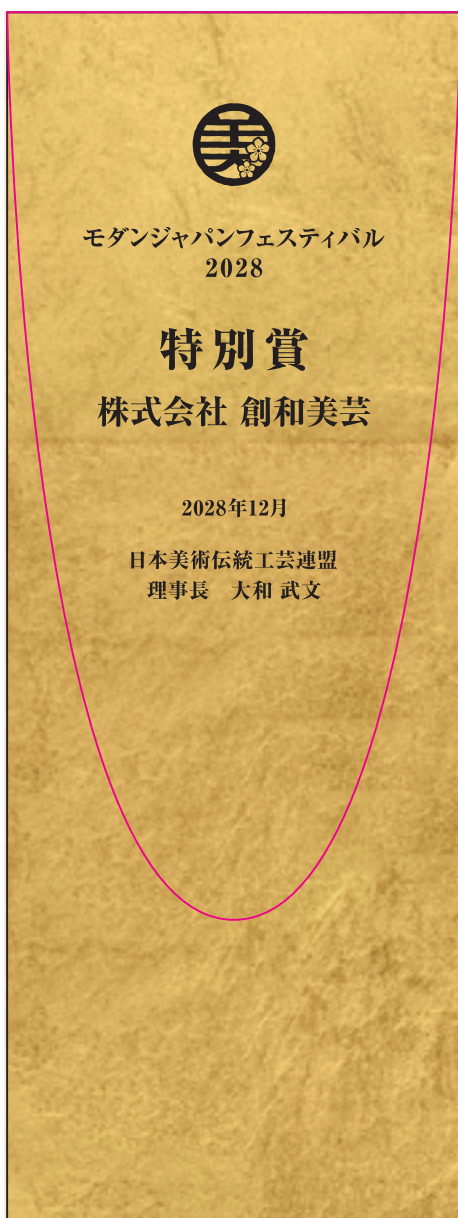 美
モダンジャパンフェスティバル
2028
特別賞
株式会社 創和美芸
2028年12月
日本美術伝統工芸連盟
理事長　大和 武文